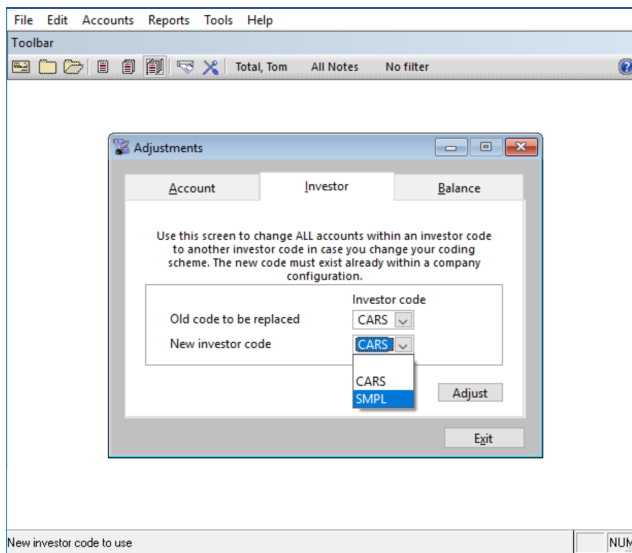 File Edit Accounts Reports Tools Help
Toolbar
Total, Tom All Notes No filter
?
Adjustments
Account Investor Balance
Use this screen to change ALL accounts within an investor code
to another investor code in case you change your coding
scheme. The new code must exist already within a company
configuration.
Investor code
Old code to be replaced CARS
New investor code CARS
CARS
SMPL
Adjust
Exit
New investor code to use NUM